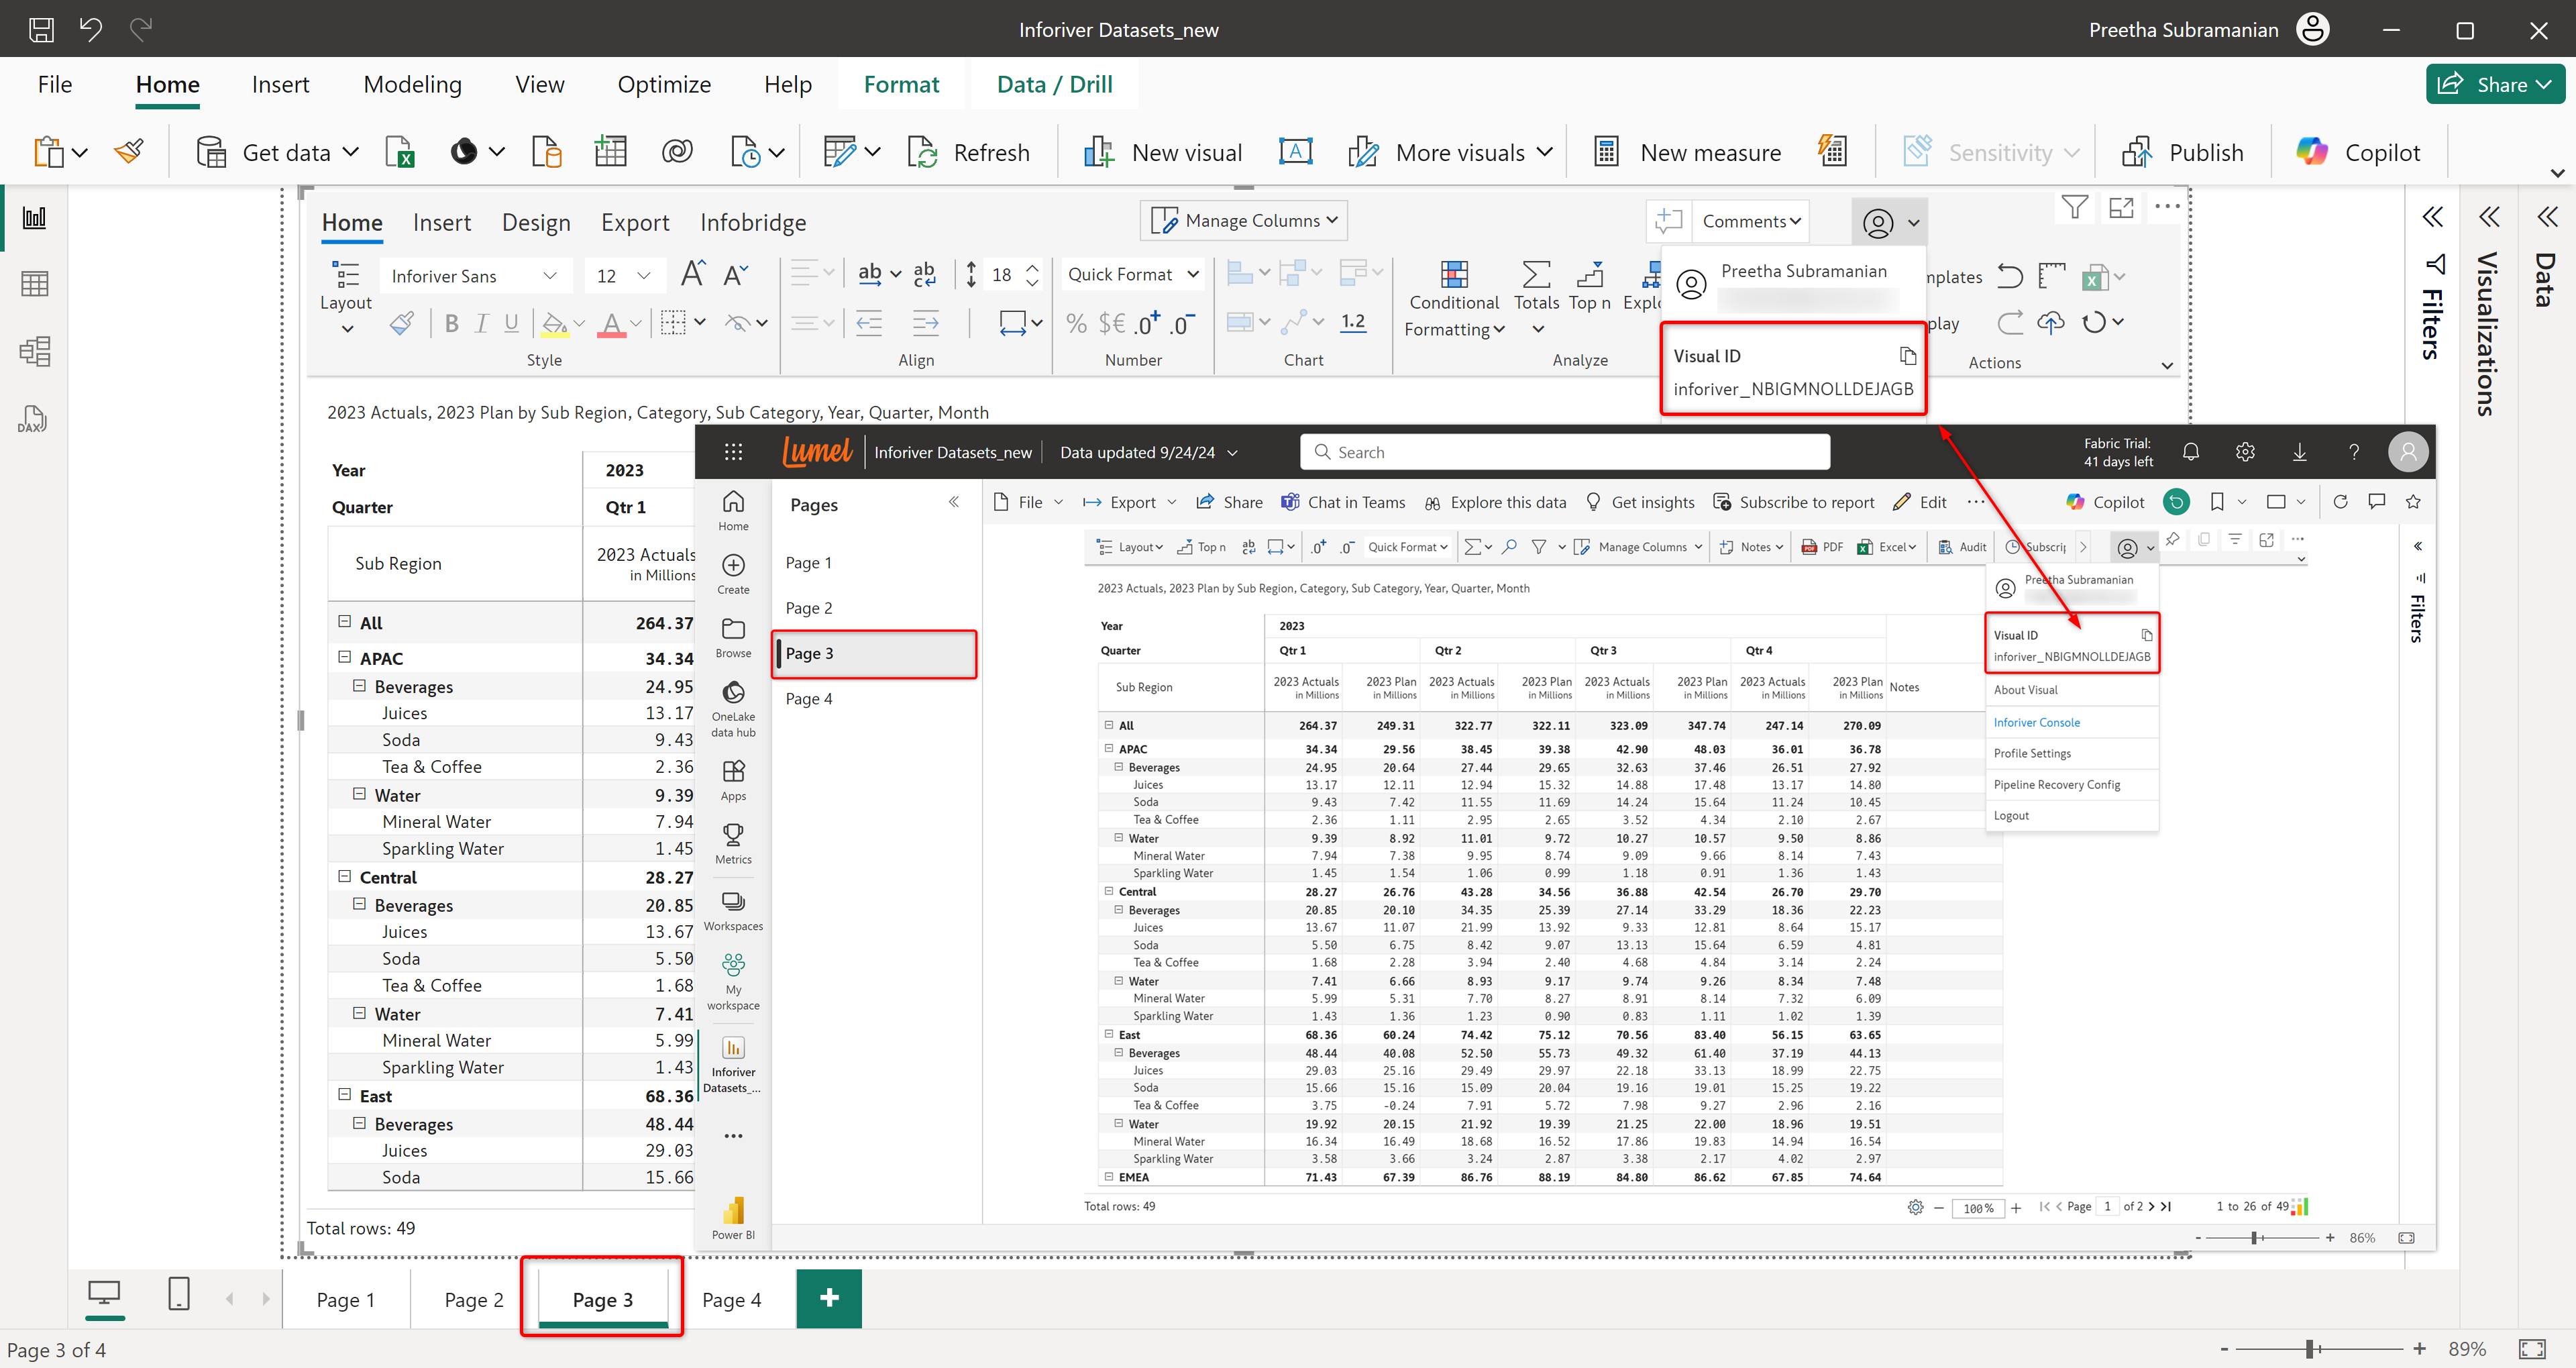 Inforiver Datasets_new
Preetha Subramanian
File Home Insert Modeling View Optimize Help Format Data / Drill
Share
Get data
Refresh
New visual
A
More visuals
New measure
Sensitivity
Publish
Copilot
Home Insert Design Export Infobridge
Manage Columns
Comments
Layout
Inforiver Sans
12
18
Quick Format
Conditional Formatting
Totals
Top n
B I U
% $€ .0+ .0-
1.2
Style
Align
Number
Chart
Analyze
Actions
Preetha Subramanian
Visual ID
inforiver_NBIGMNOLLDEJAGB
Filters
Visualizations
Data
DAX
2023 Actuals, 2023 Plan by Sub Region, Category, Sub Category, Year, Quarter, Month
Year 2023
Quarter Qtr 1
Sub Region 2023 Actuals
in Millions
All 264.37
APAC 34.34
Beverages 24.95
Juices 13.17
Soda 9.43
Tea & Coffee 2.36
Water 9.39
Mineral Water 7.94
Sparkling Water 1.45
Central 28.27
Beverages 20.85
Juices 13.67
Soda 5.50
Tea & Coffee 1.68
Water 7.41
Mineral Water 5.99
Sparkling Water 1.43
East 68.36
Beverages 48.44
Juices 29.03
Soda 15.66
Total rows: 49
Lumel
Inforiver Datasets_new
Data updated 9/24/24
Search
Fabric Trial:
41 days left
Home
Create
Browse
OneLake
data hub
Apps
Metrics
Workspaces
My
workspace
Inforiver
Datasets_...
Power BI
Pages
Page 1
Page 2
Page 3
Page 4
File Export Share Chat in Teams Explore this data Get insights Subscribe to report Edit Copilot
Layout Top n Quick Format Manage Columns Notes PDF Excel Audit
2023 Actuals, 2023 Plan by Sub Region, Category, Sub Category, Year, Quarter, Month
Year 2023
Quarter Qtr 1 Qtr 2 Qtr 3 Qtr 4
Sub Region 2023 Actuals 2023 Plan 2023 Actuals 2023 Plan 2023 Actuals 2023 Plan 2023 Actuals 2023 Plan Notes
in Millions in Millions in Millions in Millions in Millions in Millions in Millions in Millions
All 264.37 249.31 322.77 322.11 323.09 347.74 247.14 270.09
APAC 34.34 29.56 38.45 39.38 42.90 48.03 36.01 36.78
Beverages 24.95 20.64 27.44 29.65 32.63 37.46 26.51 27.92
Juices 13.17 12.11 12.94 15.32 14.88 17.48 13.17 14.80
Soda 9.43 7.42 11.55 11.69 14.24 15.64 11.24 10.45
Tea & Coffee 2.36 1.11 2.95 2.65 3.52 4.34 2.10 2.67
Water 9.39 8.92 11.01 9.72 10.27 10.57 9.50 8.86
Mineral Water 7.94 7.38 9.95 8.74 9.09 9.66 8.14 7.43
Sparkling Water 1.45 1.54 1.06 0.99 1.18 0.91 1.36 1.43
Central 28.27 26.76 43.28 34.56 36.88 42.54 26.70 29.70
Beverages 20.85 20.10 34.35 25.39 27.14 33.29 18.36 22.23
Juices 13.67 11.07 21.99 13.92 9.33 12.81 8.64 15.17
Soda 5.50 6.75 8.42 9.07 13.13 15.64 6.59 4.81
Tea & Coffee 1.68 2.28 3.94 2.40 4.68 4.84 3.14 2.24
Water 7.41 6.66 8.93 9.17 9.74 9.26 8.34 7.48
Mineral Water 5.99 5.31 7.70 8.27 8.91 8.14 7.32 6.09
Sparkling Water 1.43 1.36 1.23 0.90 0.83 1.11 1.02 1.39
East 68.36 60.24 74.42 75.12 70.56 83.40 56.15 63.65
Beverages 48.44 40.08 52.50 55.73 49.32 61.40 37.19 44.13
Juices 29.03 25.16 29.49 29.97 22.18 33.13 18.99 22.75
Soda 15.66 15.16 15.09 20.04 19.16 19.01 15.25 19.22
Tea & Coffee 3.75 -0.24 7.91 5.72 7.98 9.27 2.96 2.16
Water 19.92 20.15 21.92 19.39 21.25 22.00 18.96 19.51
Mineral Water 16.34 16.49 18.68 16.52 17.86 19.83 14.94 16.54
Sparkling Water 3.58 3.66 3.24 2.87 3.38 2.17 4.02 2.97
EMEA 71.43 67.39 86.76 88.19 84.80 86.62 67.85 74.64
Total rows: 49
100%
Page 1 of 2
1 to 26 of 49
86%
Preetha Subramanian
Visual ID
inforiver_NBIGMNOLLDEJAGB
About Visual
Inforiver Console
Profile Settings
Pipeline Recovery Config
Logout
Filters
Page 1 Page 2 Page 3 Page 4 +
Page 3 of 4
89%